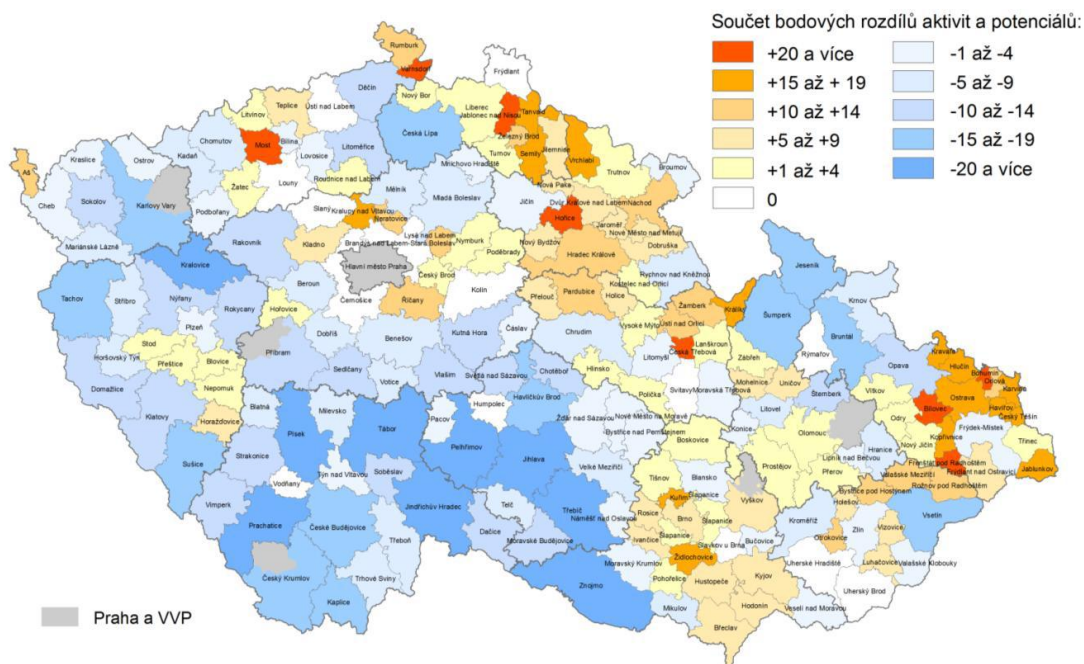 Součet bodových rozdílů aktivit a potenciálů:
+20 a více
-1 až -4
+15 až + 19
-5 až -9
+10 až +14
-10 až -14
+5 až +9
-15 až -19
+1 až +4
-20 a více
0
Rumburk
Varnsdorf
Frýdlant
Děčín
Nový Bor
Liberec
Tanvald
Jablonec nad Nisou
Teplice
Ústí nad Labem
Litvínov
Česká Lípa
Železný Brod
Jilemnice
Vrchlabí
Most
Bílina
Litoměřice
Turnov
Semily
Trutnov
Chomutov
Lovosice
Mnichovo Hradiště
Kraslice
Ostrov
Kadaň
Roudnice nad Labem
Nová Paka
Broumov
Aš
Louny
Mělník
Jičín
Dvůr Králové nad Labem
Náchod
Cheb
Sokolov
Karlovy Vary
Žatec
Mladá Boleslav
Hořice
Podbořany
Slaný
Kralupy nad Vltavou
Neratovice
Jaroměř
Nové Město nad Metují
Mariánské Lázně
Rakovník
Kladno
Lysá nad Labem
Brandýs nad Labem-Stará Boleslav
Nymburk
Nový Bydžov
Dobruška
Kralovice
Hlavní město Praha
Poděbrady
Hradec Králové
Rychnov nad Kněžnou
Jeseník
Tachov
Stříbro
Nýřany
Rokycany
Beroun
Černošice
Říčany
Český Brod
Kolín
Přelouč
Pardubice
Holice
Kostelec nad Orlicí
Žamberk
Králíky
Šumperk
Krnov
Plzeň
Hořovice
Příbram
Dobříš
Benešov
Kutná Hora
Čáslav
Chrudim
Vysoké Mýto
Ústí nad Orlicí
Bruntál
Rýmařov
Stod
Horšovský Týn
Přeštice
Blovice
Sedlčany
Vlašim
Světlá nad Sázavou
Chotěboř
Hlinsko
Litomyšl
Česká Třebová
Lanškroun
Zábřeh
Opava
Kravaře
Hlučín
Bohumín
Orlová
Karviná
Domažlice
Nepomuk
Votice
Polička
Svitavy
Moravská Třebová
Mohelnice
Uničov
Šternberk
Vítkov
Bílovec
Ostrava
Havířov
Český Těšín
Klatovy
Horažďovice
Blatná
Milevsko
Humpolec
Havlíčkův Brod
Žďár nad Sázavou
Nové Město na Moravě
Bystřice nad Pernštejnem
Konice
Litovel
Olomouc
Odry
Nový Jičín
Kopřivnice
Frýdek-Místek
Třinec
Jablunkov
Sušice
Strakonice
Písek
Tábor
Pacov
Pelhřimov
Jihlava
Velké Meziříčí
Boskovice
Prostějov
Lipník nad Bečvou
Hranice
Frenštát pod Radhoštěm
Frýdlant nad Ostravicí
Valašské Meziříčí
Rožnov pod Radhoštěm
Vodňany
Týn nad Vltavou
Soběslav
Tišnov
Blansko
Přerov
Vimperk
Jindřichův Hradec
Telč
Třebíč
Náměšť nad Oslavou
Kuřim
Šlapanice
Vyškov
Bystřice pod Hostýnem
Holešov
Vsetín
Prachatice
České Budějovice
Třeboň
Dačice
Moravské Budějovice
Rosice
Brno
Šlapanice
Ivančice
Šlapanice
Slavkov u Brna
Bučovice
Kroměříž
Otrokovice
Zlín
Vizovice
Český Krumlov
Trhové Sviny
Kaplice
Znojmo
Moravský Krumlov
Židlochovice
Pohořelice
Hustopeče
Kyjov
Uherské Hradiště
Luhačovice
Valašské Klobouky
Uherský Brod
Mikulov
Břeclav
Hodonín
Veselí nad Moravou
Praha a VVP